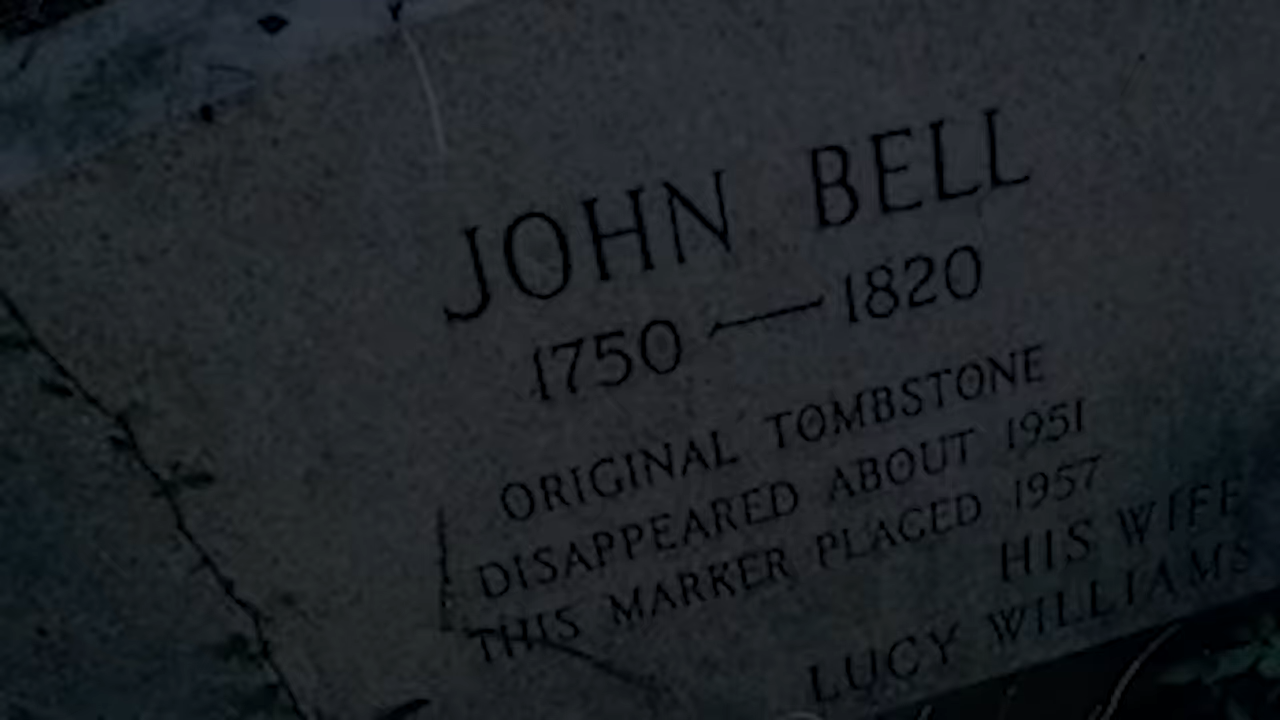 JOHN BELL
1750 — 1820
ORIGINAL TOMBSTONE
DISAPPEARED ABOUT 1951
THIS MARKER PLACED 1957
HIS WIFE
LUCY WILLIAMS